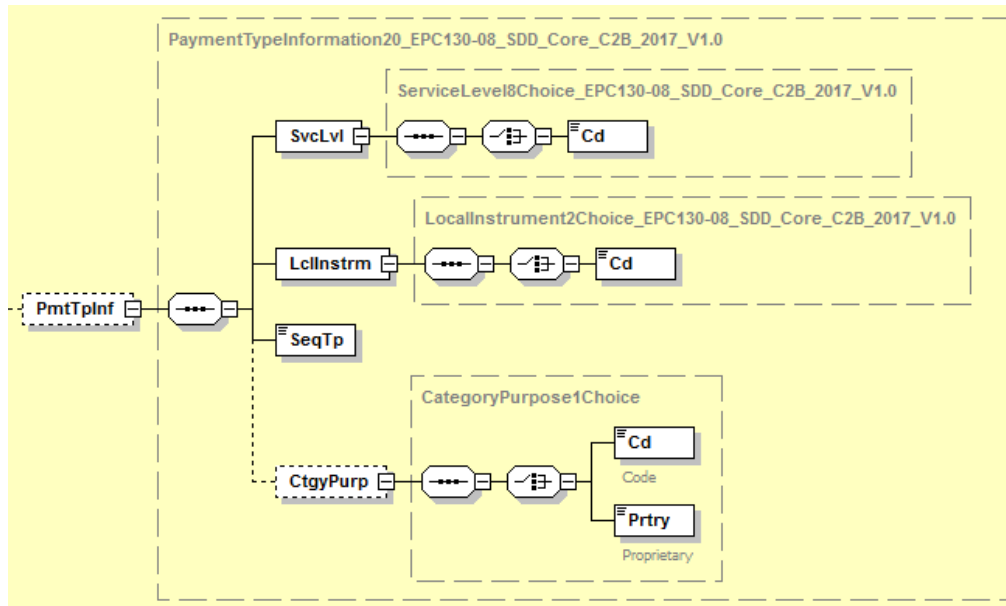 PaymentTypeInformation20_EPC130-08_SDD_Core_C2B_2017_V1.0
ServiceLevel8Choice_EPC130-08_SDD_Core_C2B_2017_V1.0
SvcLvl
Cd
LocalInstrument2Choice_EPC130-08_SDD_Core_C2B_2017_V1.0
LclInstrm
Cd
PmtTpInf
SeqTp
CategoryPurpose1Choice
Cd
Code
CtgyPurp
Prtry
Proprietary